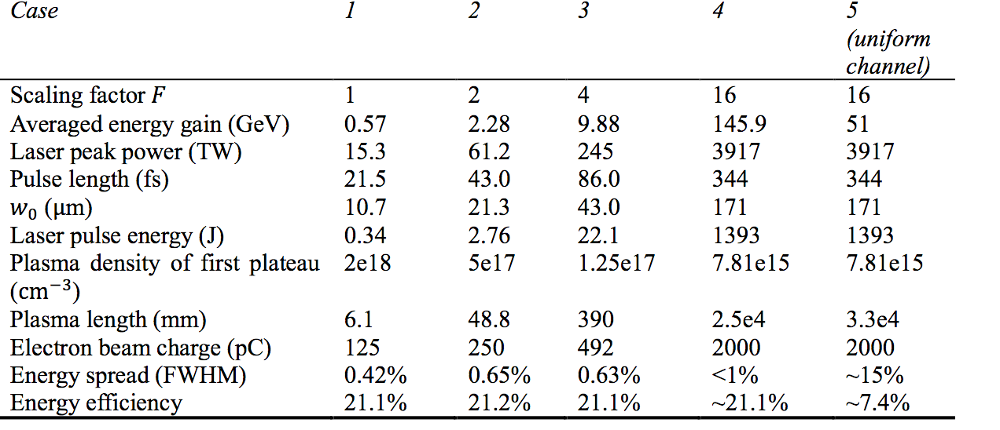 Case 1 2 3 4 5
(uniform
channel)
Scaling factor F 1 2 4 16 16
Averaged energy gain (GeV) 0.57 2.28 9.88 145.9 51
Laser peak power (TW) 15.3 61.2 245 3917 3917
Pulse length (fs) 21.5 43.0 86.0 344 344
w₀ (μm) 10.7 21.3 43.0 171 171
Laser pulse energy (J) 0.34 2.76 22.1 1393 1393
Plasma density of first plateau 2e18 5e17 1.25e17 7.81e15 7.81e15
(cm⁻³)
Plasma length (mm) 6.1 48.8 390 2.5e4 3.3e4
Electron beam charge (pC) 125 250 492 2000 2000
Energy spread (FWHM) 0.42% 0.65% 0.63% <1% ~15%
Energy efficiency 21.1% 21.2% 21.1% ~21.1% ~7.4%